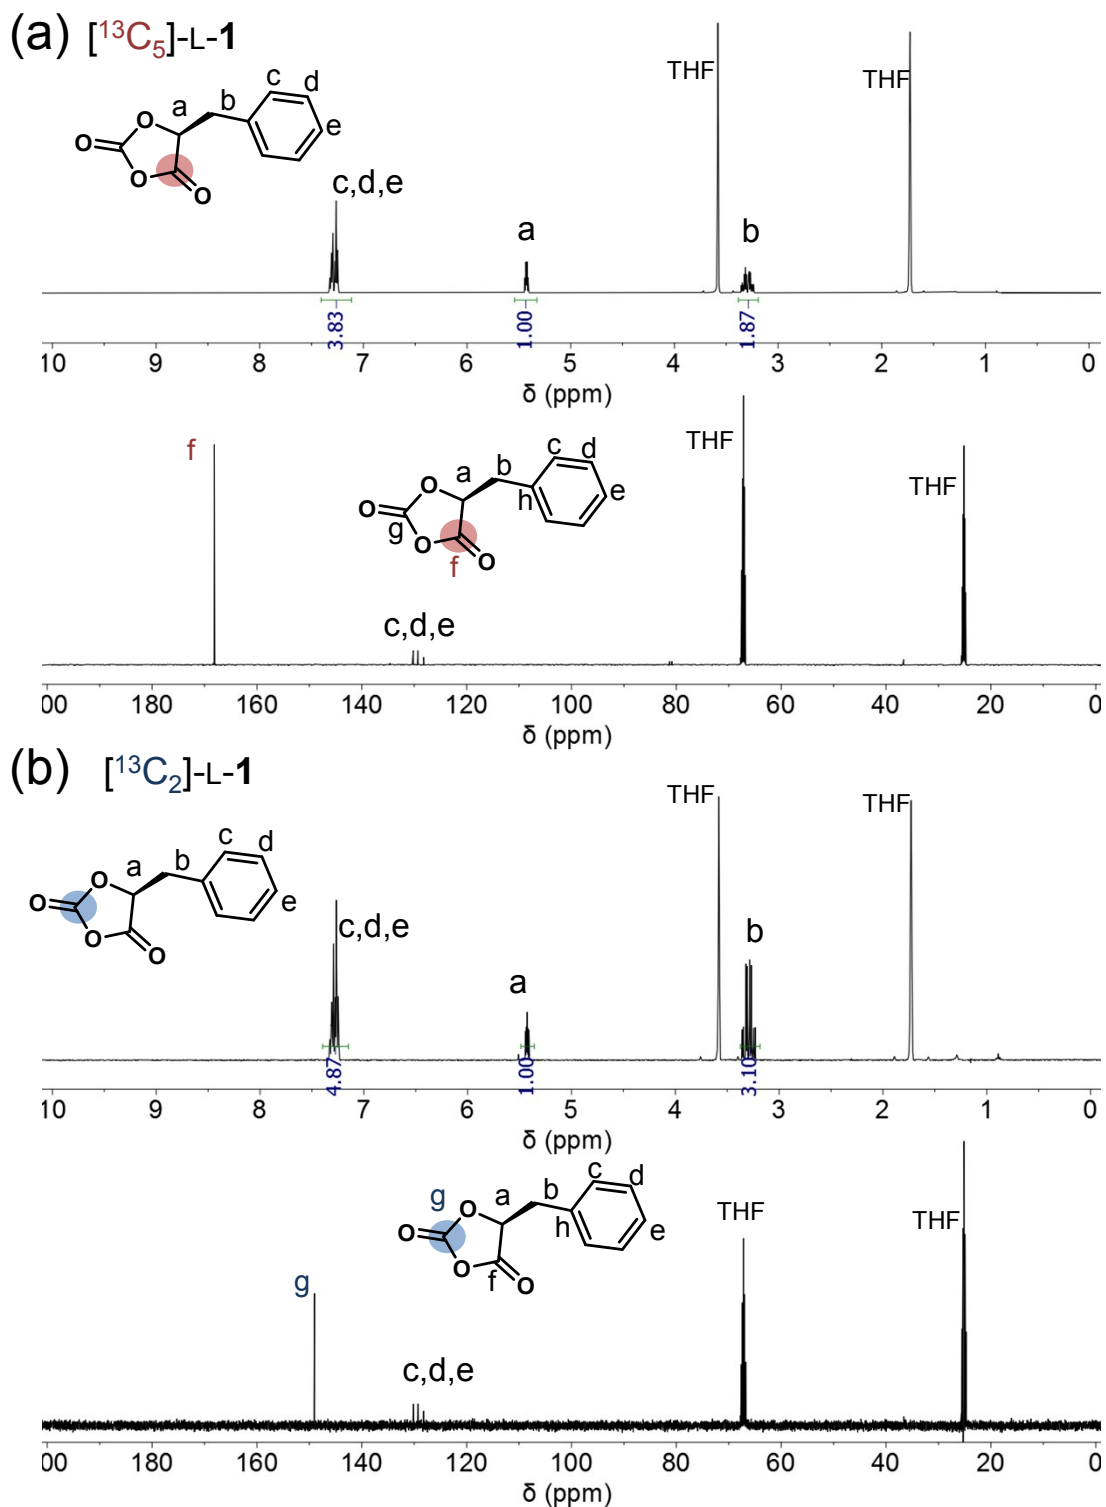 (a) [¹³C₅]-L-1
THF
THF
a
b
c
d
e
O
O
O
O
c,d,e
a
b
3.83
1.00
1.87
10
8
7
6
5
4
3
2
1
0
δ (ppm)
f
THF
THF
a
b
c
d
e
h
O
O
O
O
g
f
c,d,e
00
180
160
140
120
100
80
60
40
20
0
δ (ppm)
(b) [¹³C₂]-L-1
THF
THF
a
b
c
d
e
O
O
O
O
c,d,e
a
b
4.87
1.00
3.10
10
9
8
7
6
5
4
3
2
1
0
δ (ppm)
g
a
b
c
d
e
h
O
O
O
O
f
THF
THF
g
c,d,e
00
180
160
140
120
100
80
60
40
20
0
δ (ppm)